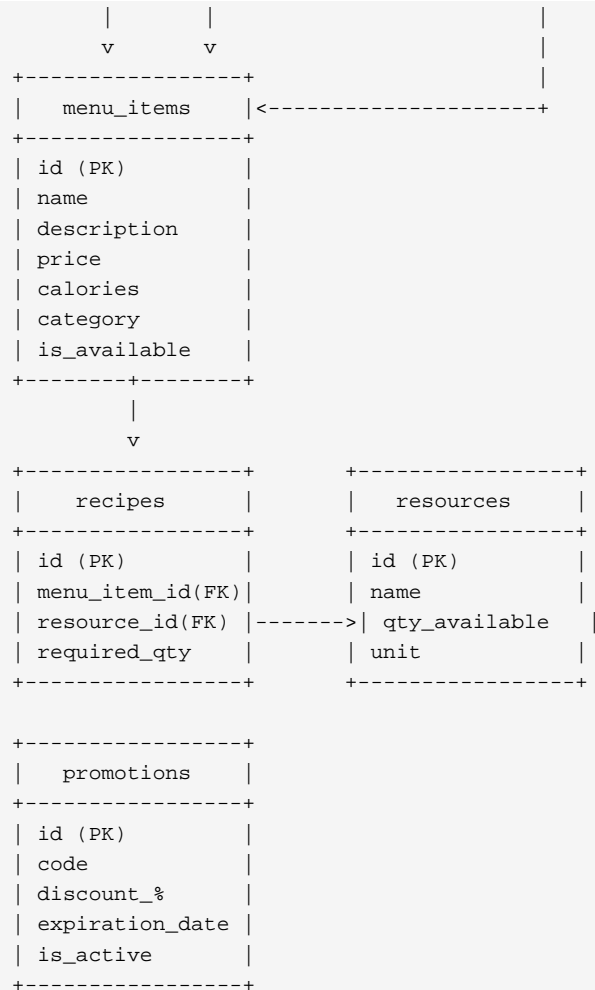 menu_items
id (PK)
name
description
price
calories
category
is_available
recipes resources
id (PK) id (PK)
menu_item_id(FK) name
resource_id(FK) qty_available
required_qty unit
promotions
id (PK)
code
discount_%
expiration_date
is_active